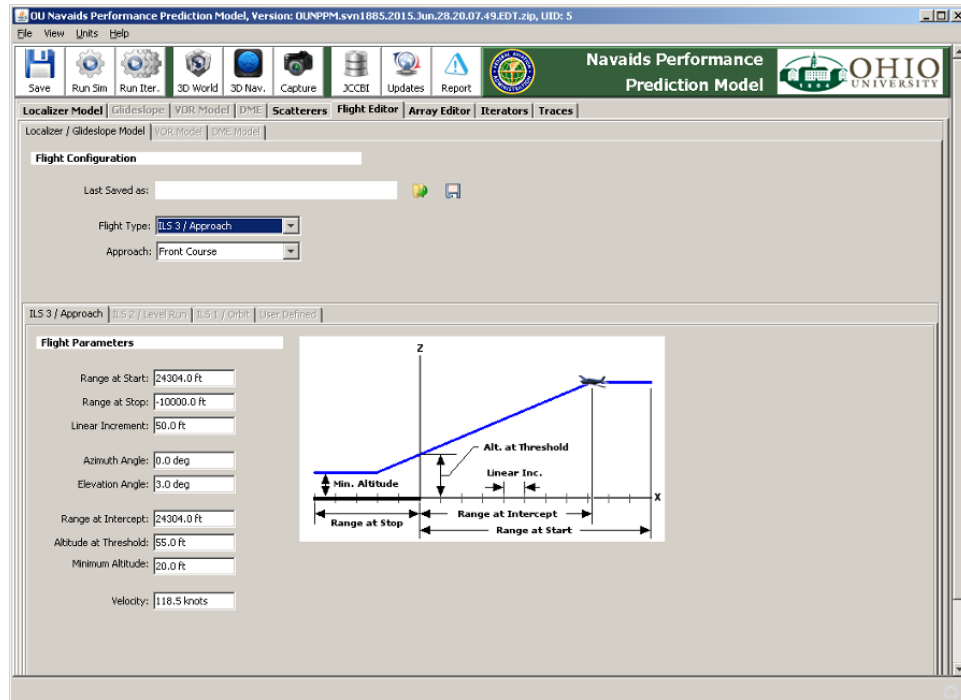 OU Navaids Performance Prediction Model, Version: OUNPPM.svn1885.2015.Jun.28.20.07.49.EDT.zip, UID: 5
File View Units Help
Save Run Sim Run Iter. 3D World 3D Nav. Capture JCCBI Updates Report
Navaids Performance
Prediction Model
OHIO
UNIVERSITY
Localizer Model Glideslope VOR Model DME Scatterers Flight Editor Array Editor Iterators Traces
Localizer / Glideslope Model VOR Model DME Model
Flight Configuration
Last Saved as:
Flight Type: ILS 3 / Approach
Approach: Front Course
ILS 3 / Approach ILS 2 / Level Run ILS 1 / Orbit User Defined
Flight Parameters
Range at Start: 24304.0 ft
Range at Stop: -10000.0 ft
Linear Increment: 50.0 ft
Azimuth Angle: 0.0 deg
Elevation Angle: 3.0 deg
Range at Intercept: 24304.0 ft
Altitude at Threshold: 55.0 ft
Minimum Altitude: 20.0 ft
Velocity: 118.5 knots
Z
Alt. at Threshold
Linear Inc.
Min. Altitude
X
Range at Intercept
Range at Stop
Range at Start